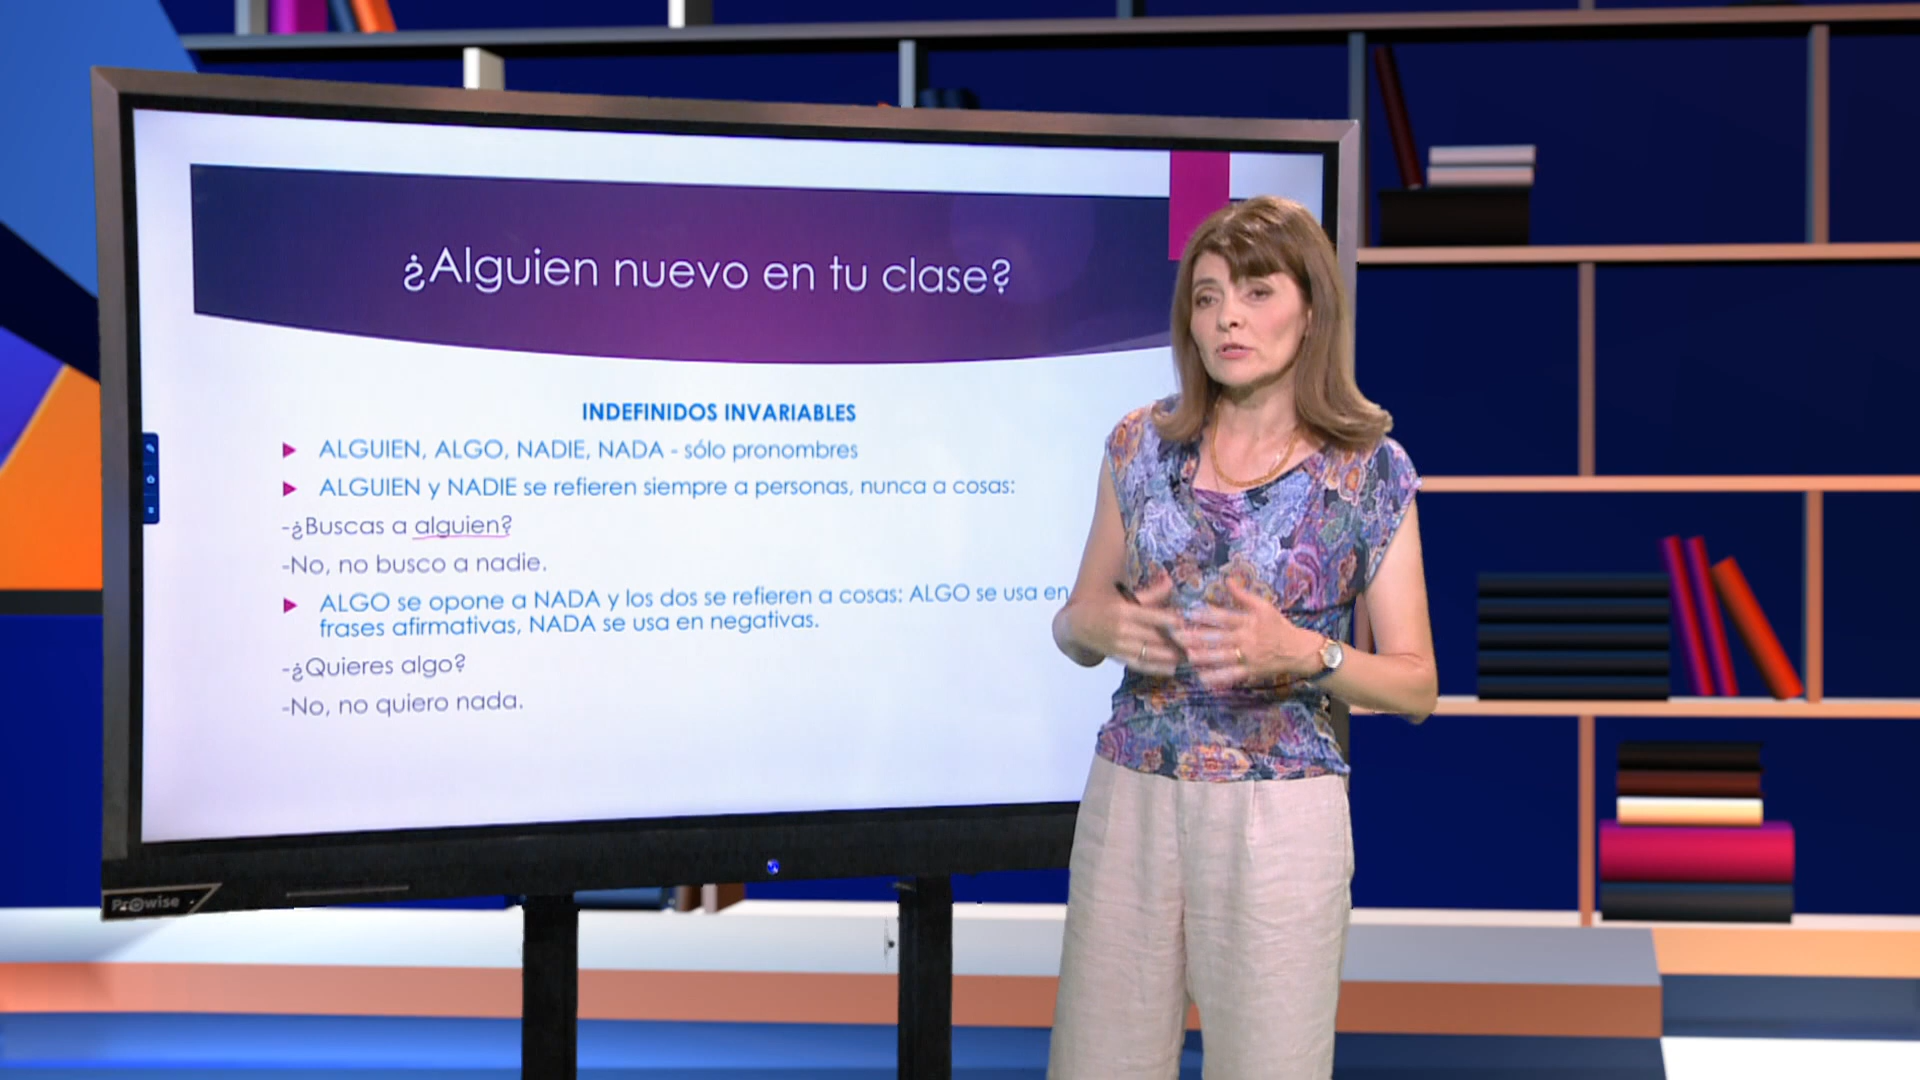 ¿Alguien nuevo en tu clase?
INDEFINIDOS INVARIABLES
ALGUIEN, ALGO, NADIE, NADA - sólo pronombres
ALGUIEN y NADIE se refieren siempre a personas, nunca a cosas:
-¿Buscas a alguien?
-No, no busco a nadie.
ALGO se opone a NADA y los dos se refieren a cosas: ALGO se usa en
frases afirmativas, NADA se usa en negativas.
-¿Quieres algo?
-No, no quiero nada.
Prowise